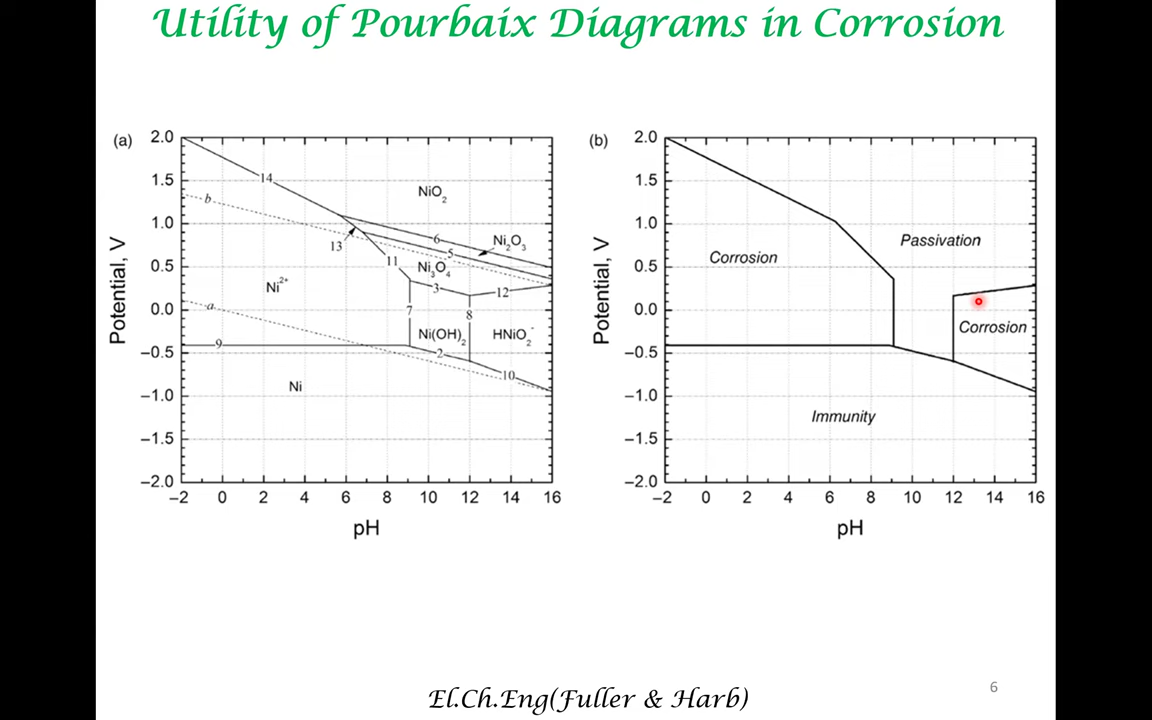 Utility of Pourbaix Diagrams in Corrosion
(a)
Potential, V
2.0
1.5
1.0
0.5
0.0
−0.5
−1.0
−1.5
−2.0
14
b
NiO2
6
Ni2O3
13
5
11
Ni3O4
Ni2+
3
12
a
7
8
9
Ni(OH)2
HNiO2-
2
10
Ni
−2 0 2 4 6 8 10 12 14 16
pH
(b)
Potential, V
2.0
1.5
1.0
0.5
0.0
−0.5
−1.0
−1.5
−2.0
Passivation
Corrosion
Corrosion
Immunity
−2 0 2 4 6 8 10 12 14 16
pH
El.Ch.Eng(Fuller & Harb)
6